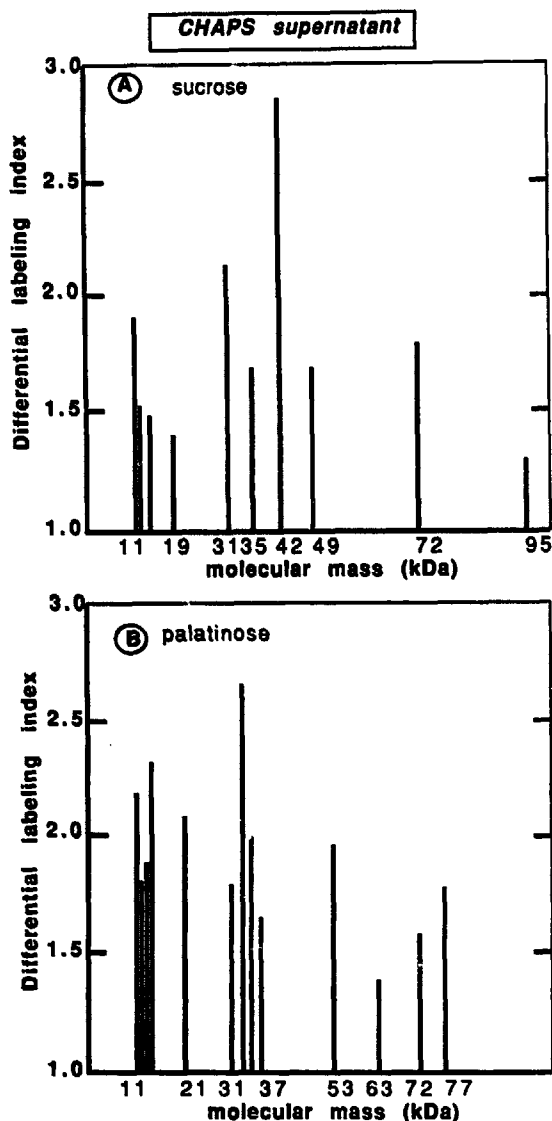 CHAPS supernatant
A sucrose
Differential labeling index
3.0
2.5
2.0
1.5
1.0
11 19 31 35 42 49 72 95
molecular mass (kDa)
B palatinose
Differential labeling index
3.0
2.5
2.0
1.5
1.0
11 21 31 37 53 63 72 77
molecular mass (kDa)